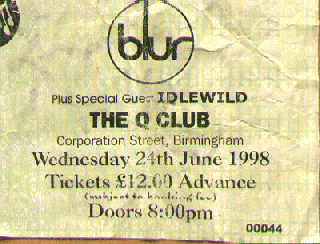 blur
Plus Special Guest IDLEWILD
THE Q CLUB
Corporation Street, Birmingham
Wednesday 24th June 1998
Tickets £12.00 Advance
(subject to booking fee)
Doors 8:00pm
00044